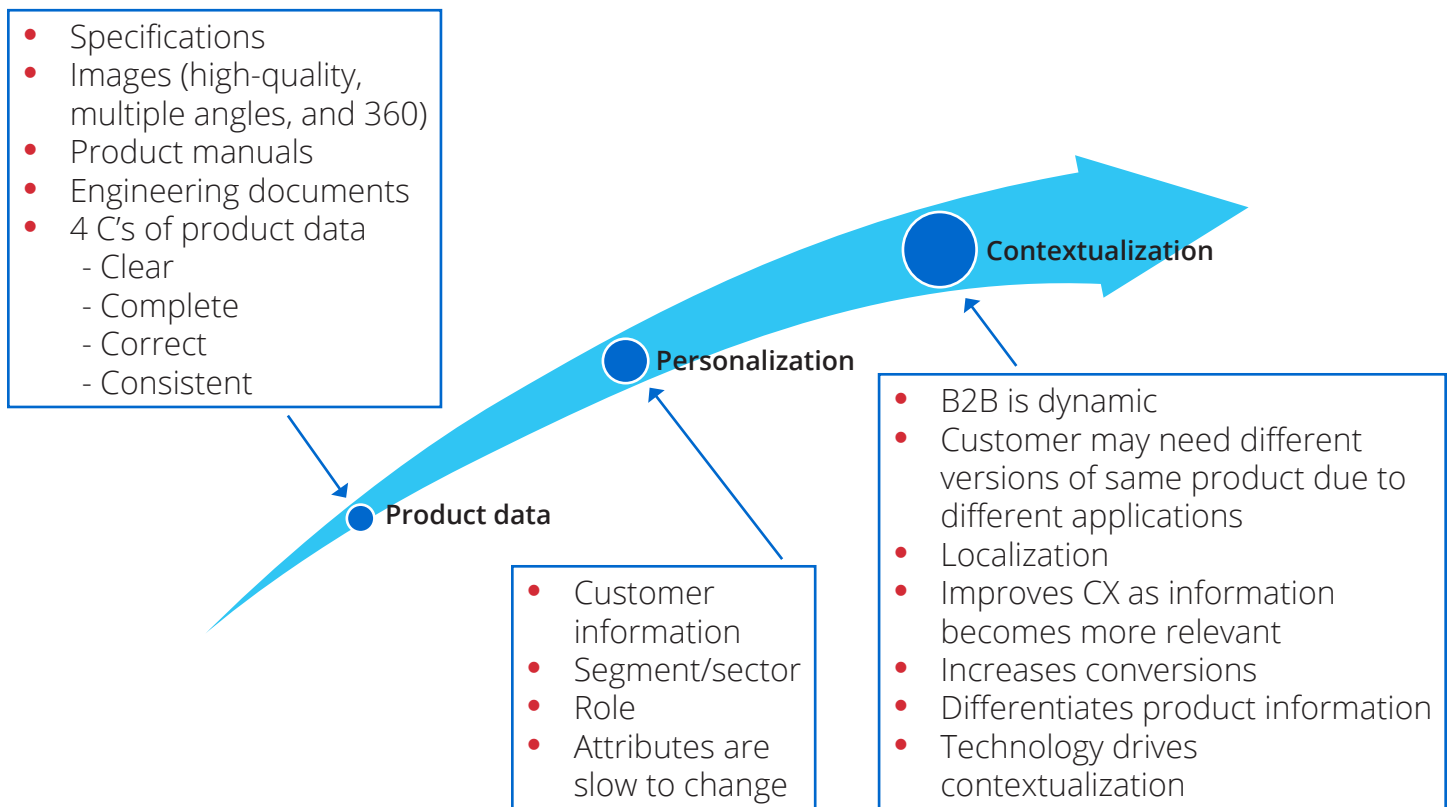 • Specifications
• Images (high-quality,
multiple angles, and 360)
• Product manuals
• Engineering documents
• 4 C’s of product data
- Clear
- Complete
- Correct
- Consistent
Product data
Personalization
Contextualization
• Customer
information
• Segment/sector
• Role
• Attributes are
slow to change
• B2B is dynamic
• Customer may need different
versions of same product due to
different applications
• Localization
• Improves CX as information
becomes more relevant
• Increases conversions
• Differentiates product information
• Technology drives
contextualization